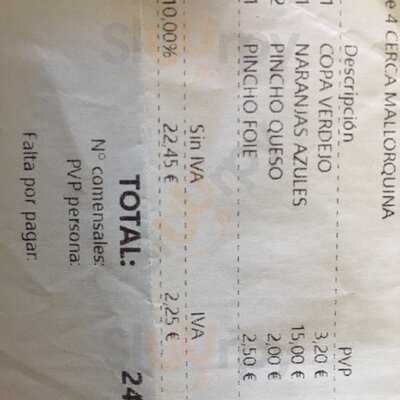 e 4 CERCA MALLORQUINA
Descripción PVP
1 COPA VERDEJO 3,20 €
1 NARANJAS AZULES 15,00 €
2 PINCHO QUESO 2,00 €
1 PINCHO FOIE 2,50 €
Sin IVA IVA
10,00% 22,45 € 2,25 €
TOTAL: 24
Nº comensales:
PVP persona:
Falta por pagar: